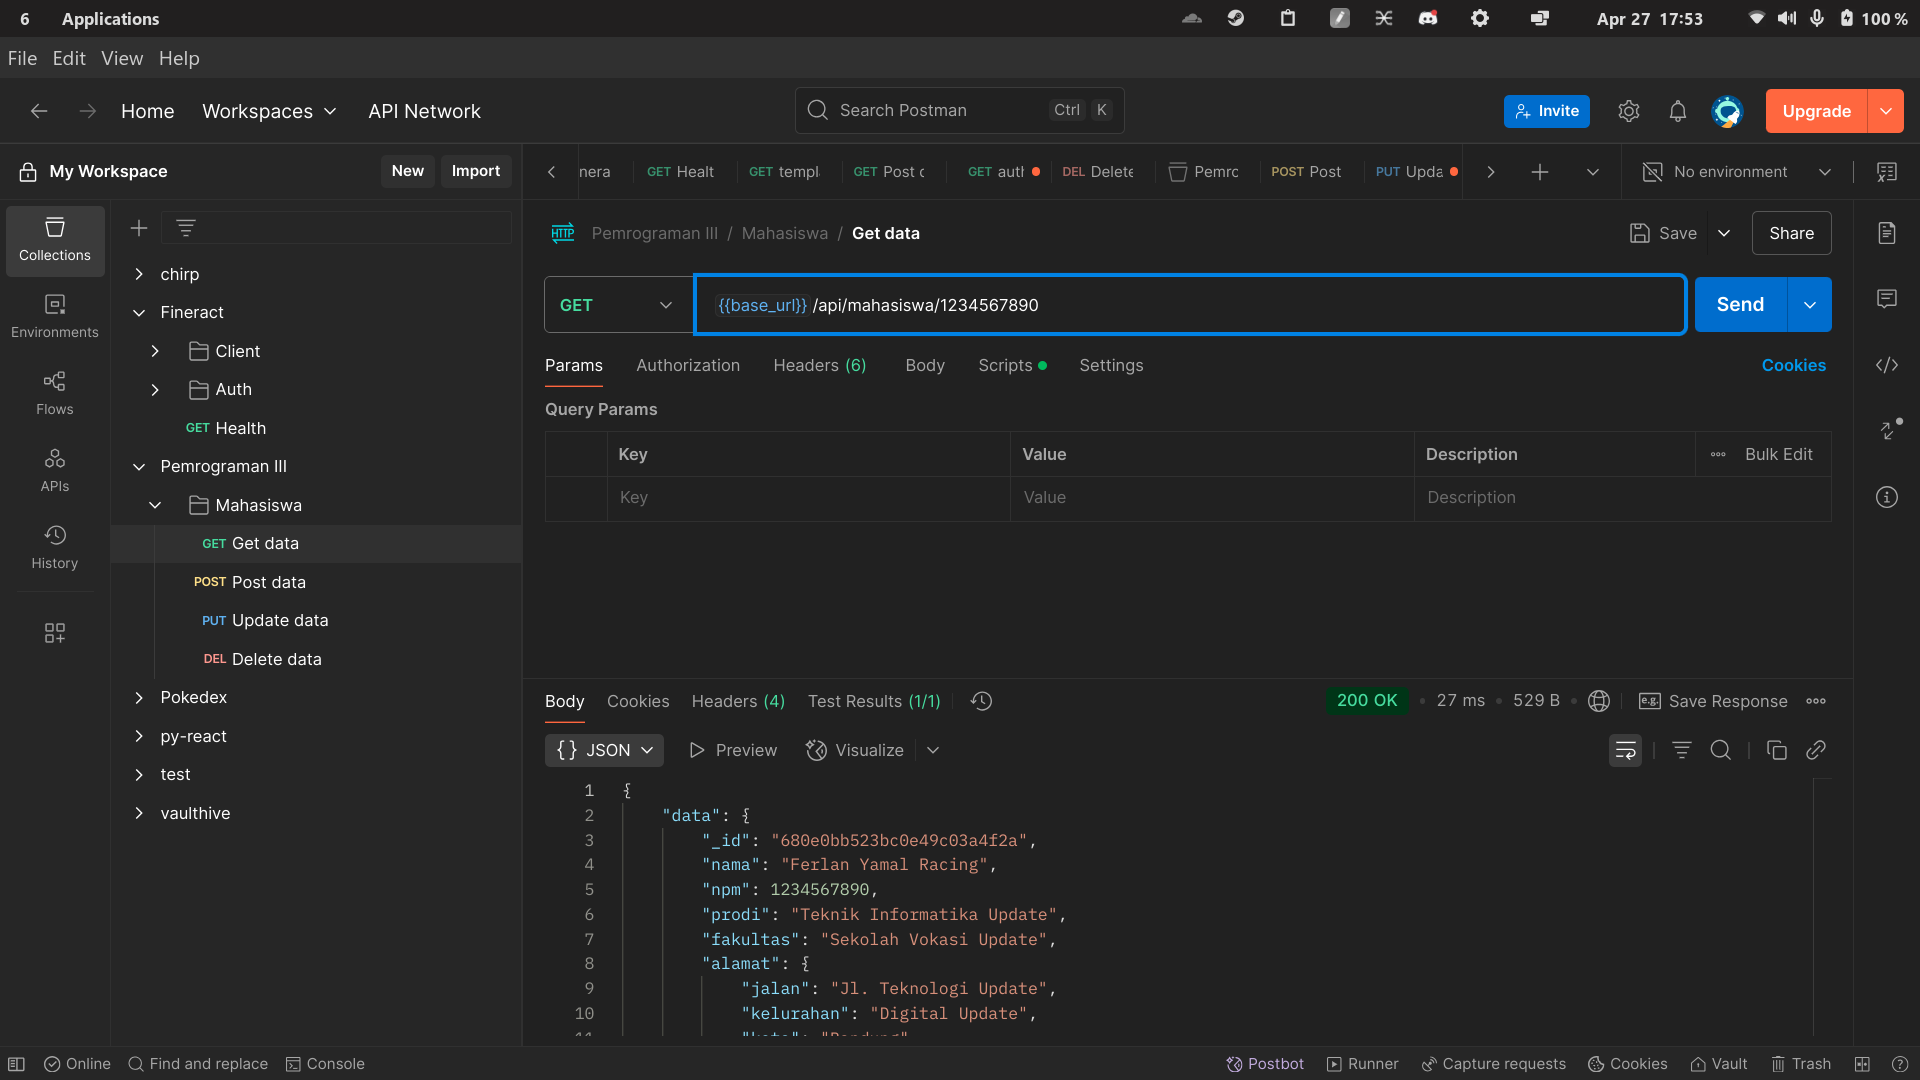 6 Applications Apr 27 17:53 100 %
File Edit View Help
Home Workspaces API Network Search Postman Ctrl K Invite Upgrade
My Workspace New Import nera GET Healt GET templ GET Post c GET auth DEL Delete Pemro POST Post PUT Upda No environment
Collections
Environments
Flows
APIs
History
chirp
Fineract
Client
Auth
GET Health
Pemrograman III
Mahasiswa
GET Get data
POST Post data
PUT Update data
DEL Delete data
Pokedex
py-react
test
vaulthive
HTTP Pemrograman III / Mahasiswa / Get data Save Share
GET {{base_url}} /api/mahasiswa/1234567890 Send
Params Authorization Headers (6) Body Scripts Settings Cookies
Query Params
Key Value Description Bulk Edit
Key Value Description
Body Cookies Headers (4) Test Results (1/1) 200 OK 27 ms 529 B e.g. Save Response
{} JSON Preview Visualize
1 {
2 "data": {
3 "_id": "680e0bb523bc0e49c03a4f2a",
4 "nama": "Ferlan Yamal Racing",
5 "npm": 1234567890,
6 "prodi": "Teknik Informatika Update",
7 "fakultas": "Sekolah Vokasi Update",
8 "alamat": {
9 "jalan": "Jl. Teknologi Update",
10 "kelurahan": "Digital Update",
Online Find and replace Console Postbot Runner Capture requests Cookies Vault Trash